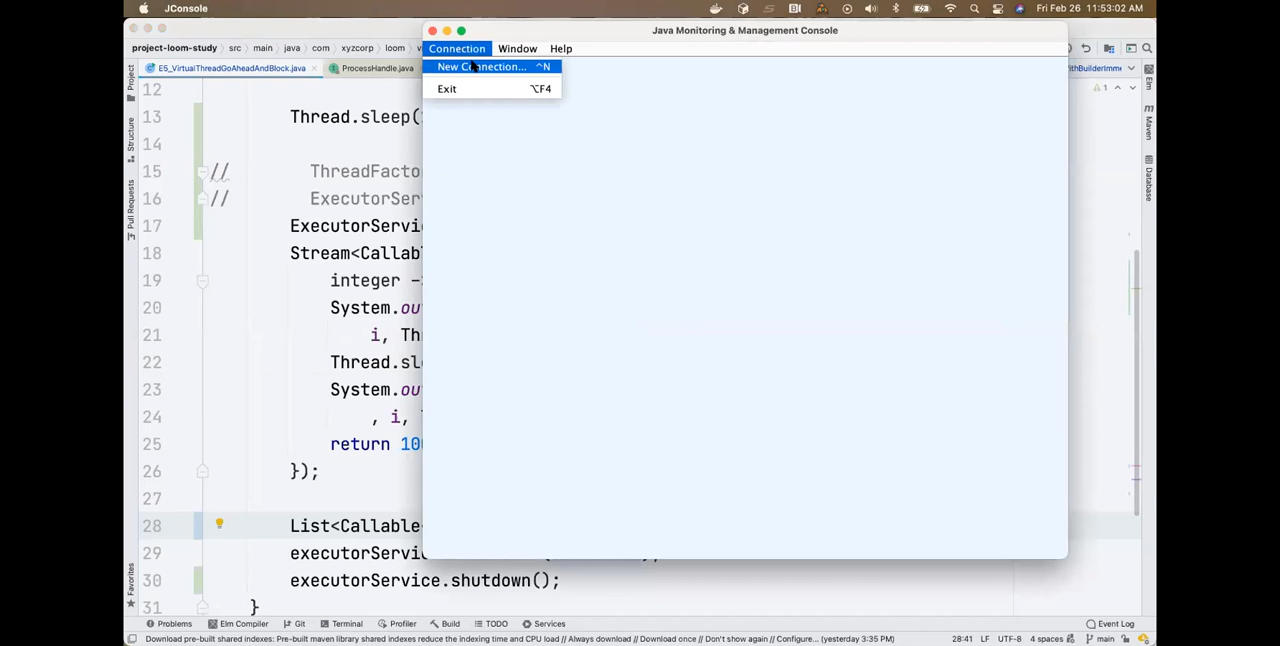 JConsole
Fri Feb 26 11:53:02 AM
Java Monitoring & Management Console
project-loom-study src main java com xyzcorp loom
Connection Window Help
New Connection... ^N
Exit ⌥F4
E5_VirtualThreadGoAheadAndBlock.java
ProcessHandle.java
Project
Structure
Pull Requests
Favorites
Elm
Maven
Database
1
12
13 Thread.sleep(
14
15 // ThreadFacto
16 // ExecutorSer
17 ExecutorServi
18 Stream<Callab
19 integer -
20 System.ou
21 i, Th
22 Thread.sl
23 System.ou
24 , i,
25 return 10
26 });
27
28 List<Callable
29 executorServi
30 executorService.shutdown();
31 }
Problems Elm Compiler Git Terminal Profiler Build TODO Services Event Log
Download pre-built shared indexes: Pre-built maven library shared indexes reduce the indexing time and CPU load // Always download // Download once // Don't show again // Configure... (yesterday 3:35 PM) 28:41 LF UTF-8 4 spaces main